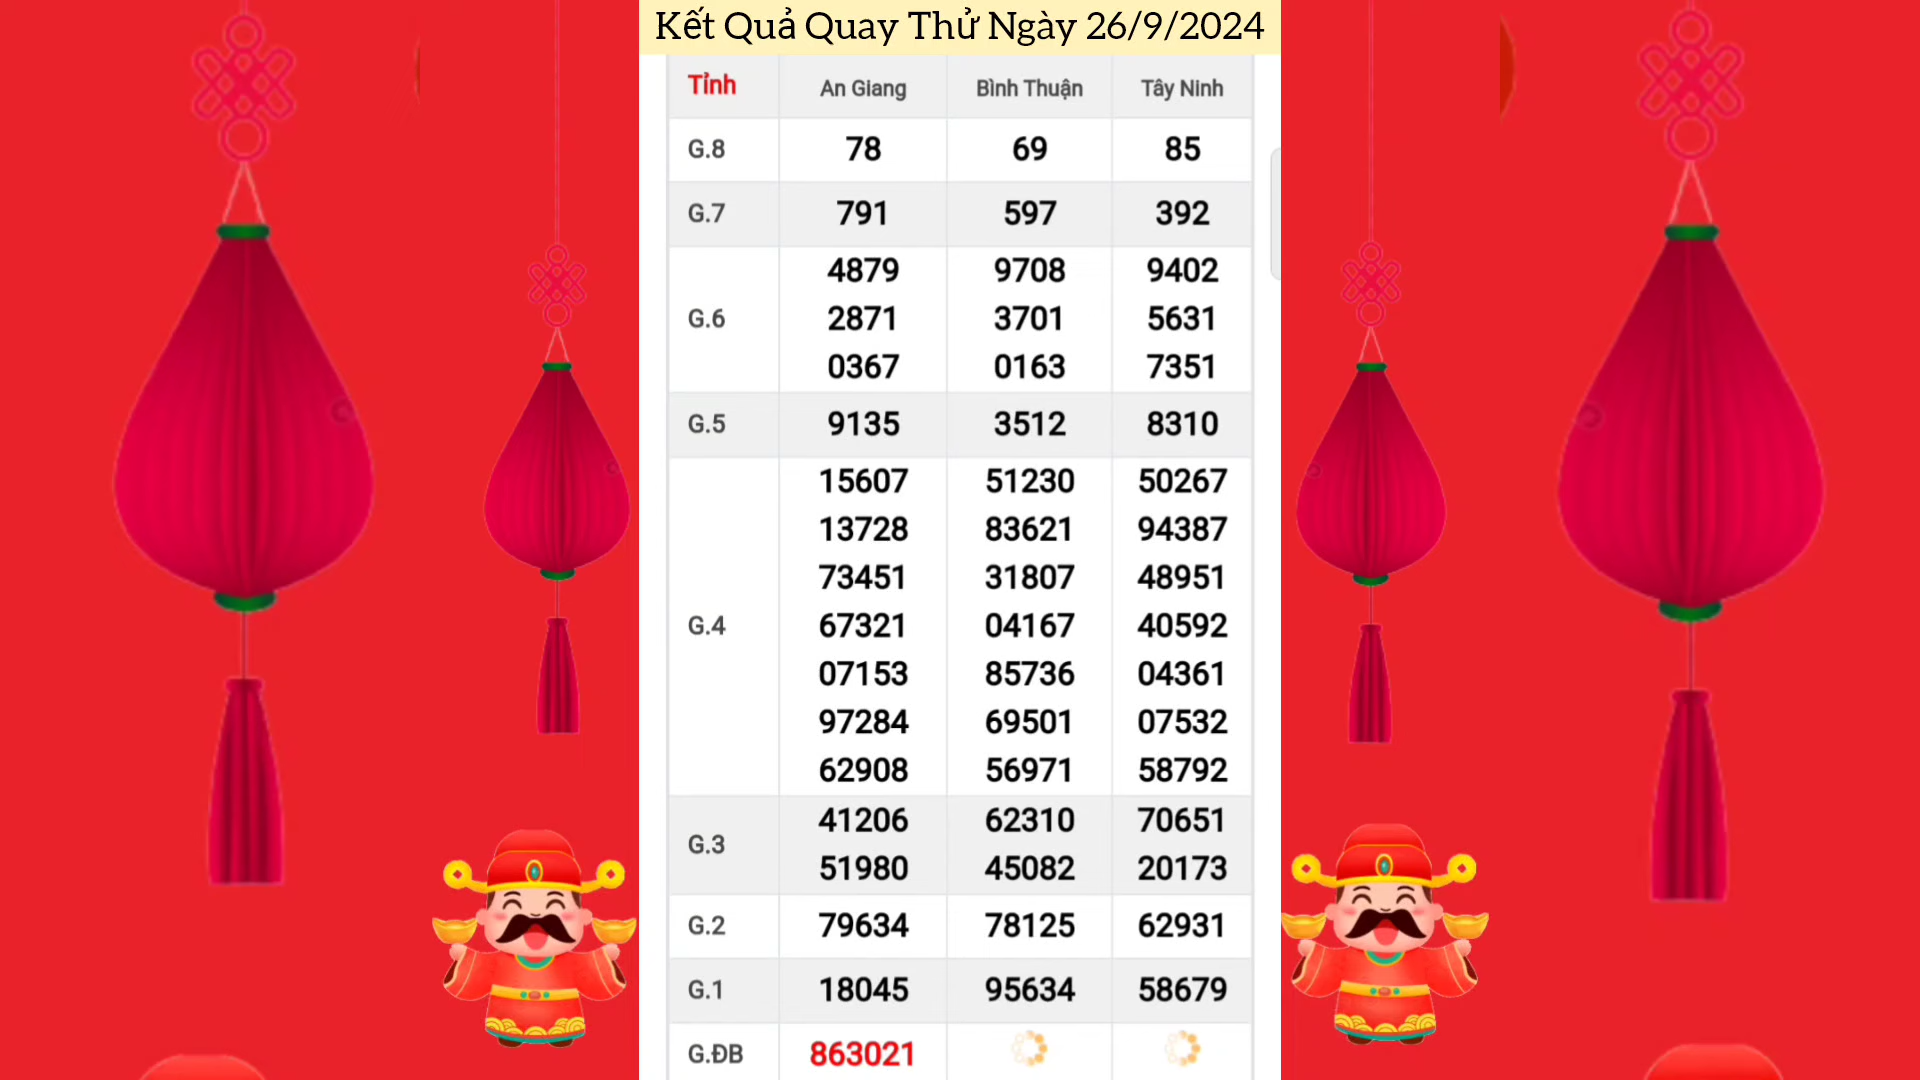 Kết Quả Quay Thử Ngày 26/9/2024
Tỉnh An Giang Bình Thuận Tây Ninh
G.8 78 69 85
G.7 791 597 392
4879 9708 9402
G.6 2871 3701 5631
0367 0163 7351
G.5 9135 3512 8310
15607 51230 50267
13728 83621 94387
73451 31807 48951
G.4 67321 04167 40592
07153 85736 04361
97284 69501 07532
62908 56971 58792
41206 62310 70651
G.3
51980 45082 20173
G.2 79634 78125 62931
G.1 18045 95634 58679
G.ĐB 863021